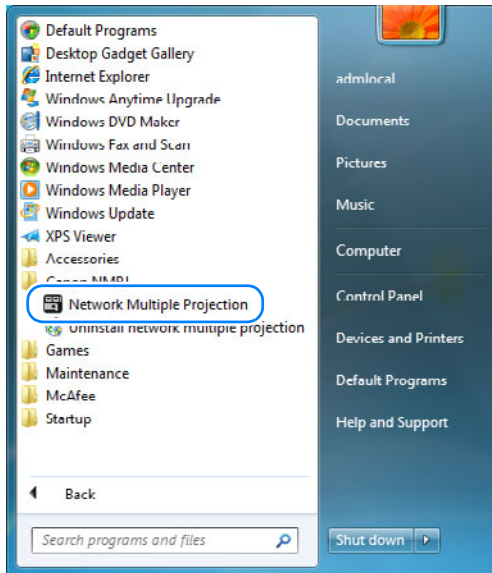 Default Programs
Desktop Gadget Gallery
Internet Explorer
Windows Anytime Upgrade
Windows DVD Maker
Windows Fax and Scan
Windows Media Center
Windows Media Player
Windows Update
XPS Viewer
Accessories
Canon NMPJ
Network Multiple Projection
Uninstall network multiple projection
Games
Maintenance
McAfee
Startup
Back
Search programs and files
admlocal
Documents
Pictures
Music
Computer
Control Panel
Devices and Printers
Default Programs
Help and Support
Shut down